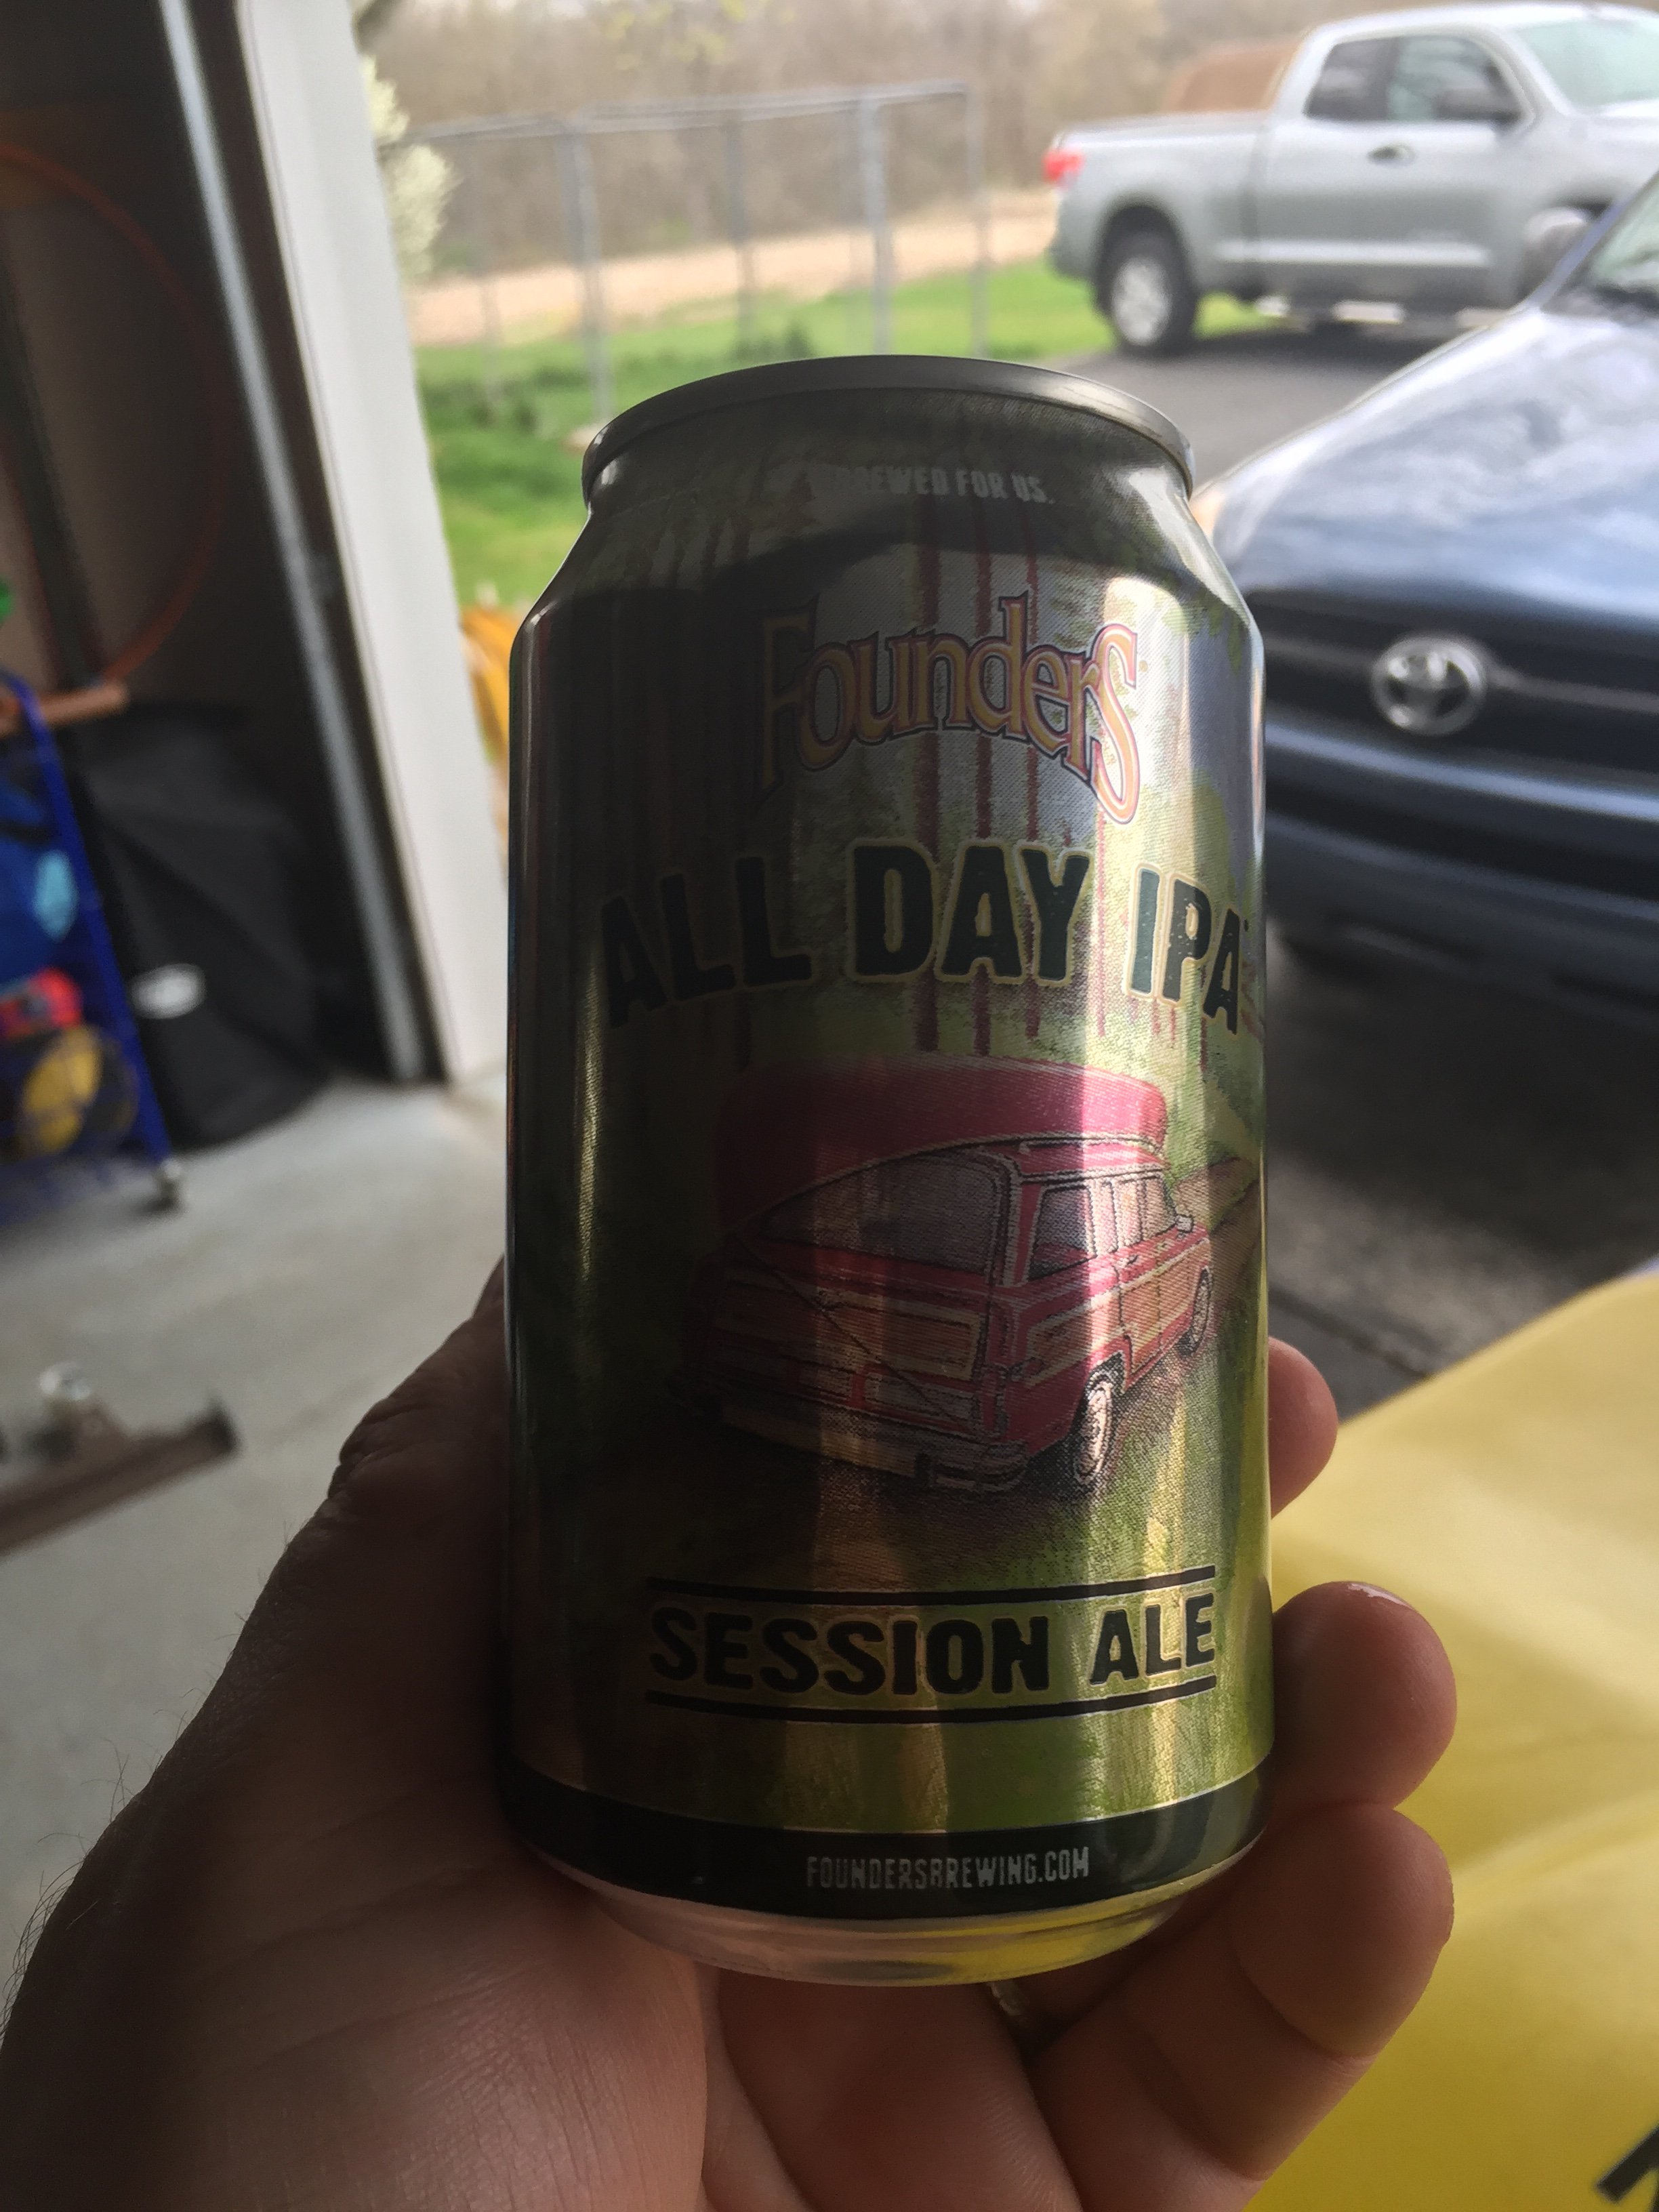 BREWED FOR US.
Founders
ALL DAY IPA
SESSION ALE
FOUNDERSBREWING.COM